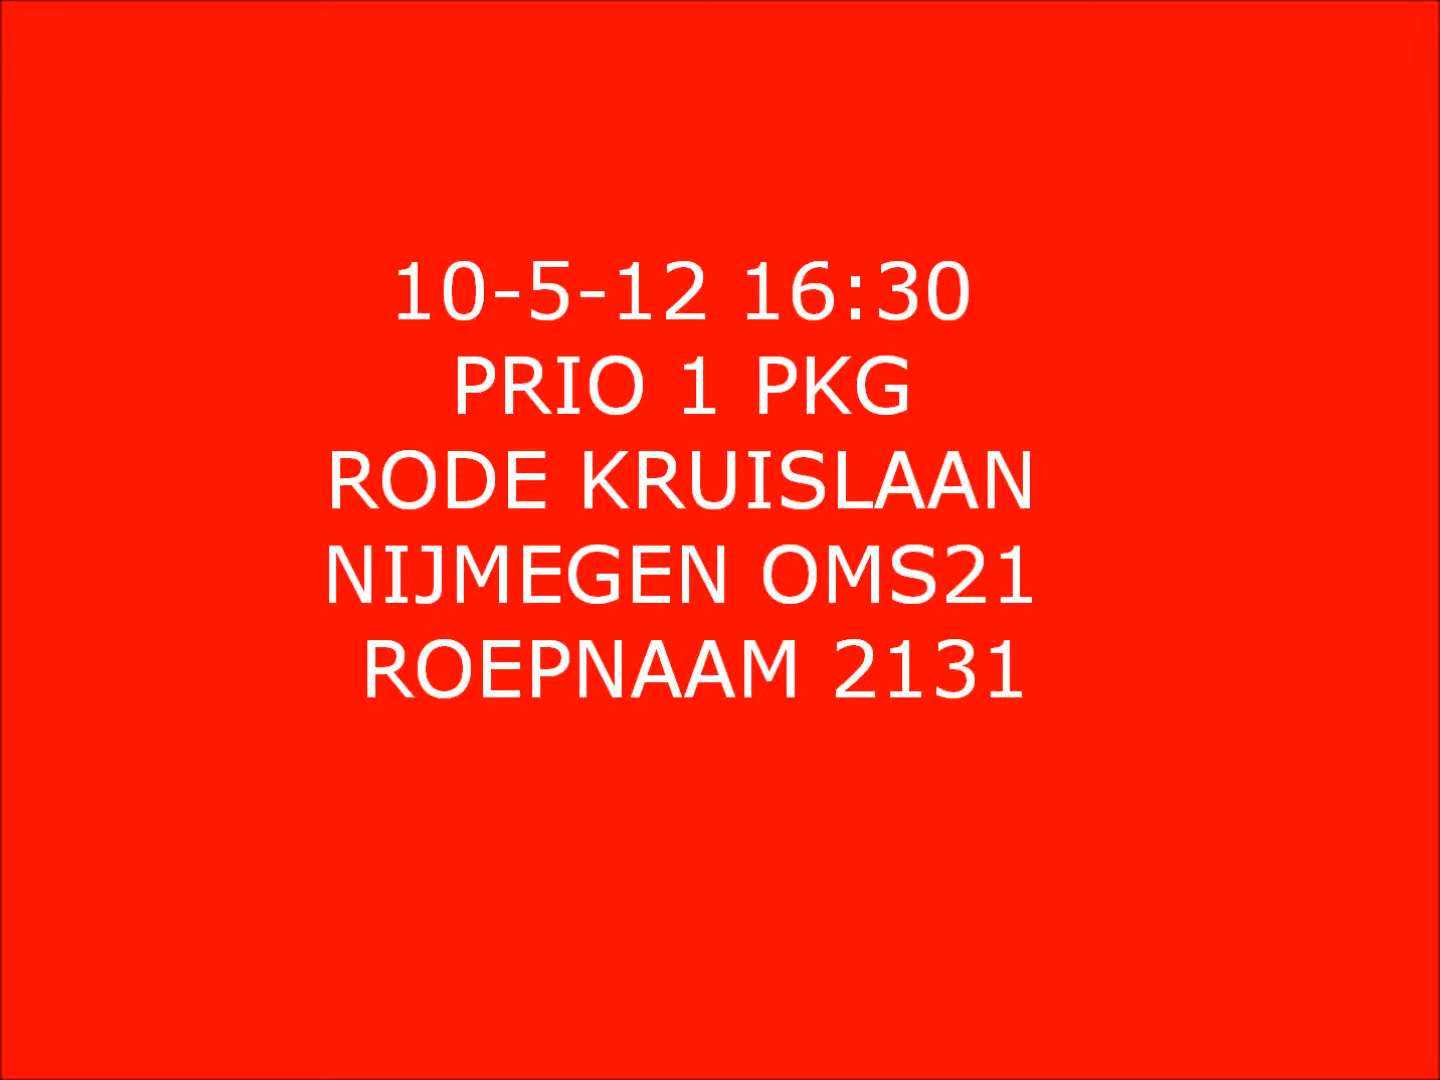 10-5-12 16:30
PRIO 1 PKG
RODE KRUISLAAN
NIJMEGEN OMS21
ROEPNAAM 2131